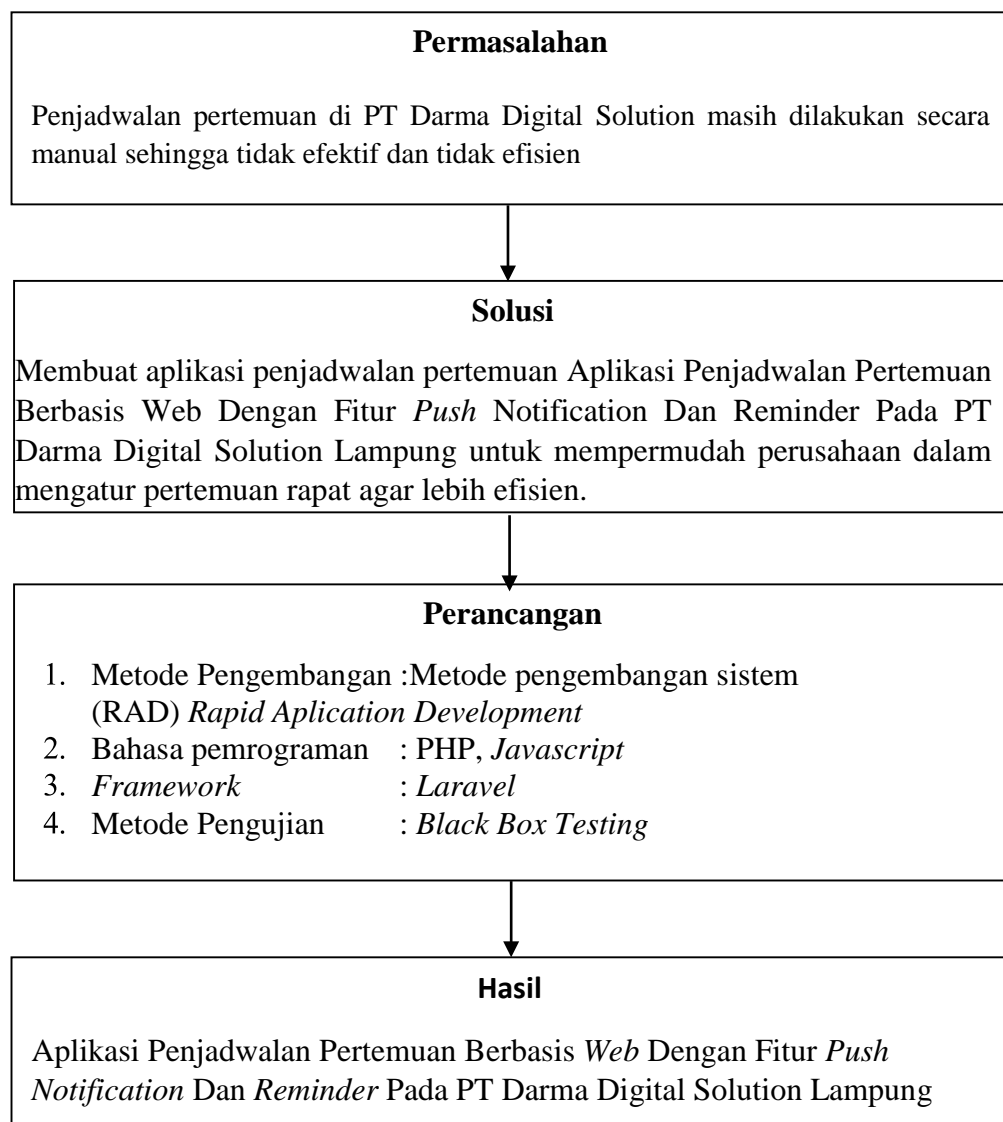 Permasalahan
Penjadwalan pertemuan di PT Darma Digital Solution masih dilakukan secara
manual sehingga tidak efektif dan tidak efisien
Solusi
Membuat aplikasi penjadwalan pertemuan Aplikasi Penjadwalan Pertemuan
Berbasis Web Dengan Fitur Push Notification Dan Reminder Pada PT
Darma Digital Solution Lampung untuk mempermudah perusahaan dalam
mengatur pertemuan rapat agar lebih efisien.
Perancangan
1. Metode Pengembangan :Metode pengembangan sistem
(RAD) Rapid Aplication Development
2. Bahasa pemrograman : PHP, Javascript
3. Framework : Laravel
4. Metode Pengujian : Black Box Testing
Hasil
Aplikasi Penjadwalan Pertemuan Berbasis Web Dengan Fitur Push
Notification Dan Reminder Pada PT Darma Digital Solution Lampung